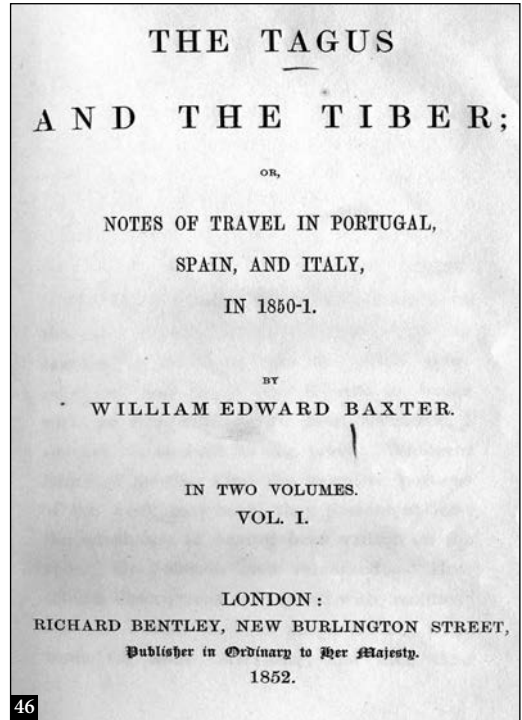 THE TAGUS
AND THE TIBER;
OR,
NOTES OF TRAVEL IN PORTUGAL,
SPAIN, AND ITALY,
IN 1850-1.
BY
WILLIAM EDWARD BAXTER.
IN TWO VOLUMES.
VOL. I.
LONDON:
RICHARD BENTLEY, NEW BURLINGTON STREET,
Publisher in Ordinary to Her Majesty.
1852.
46